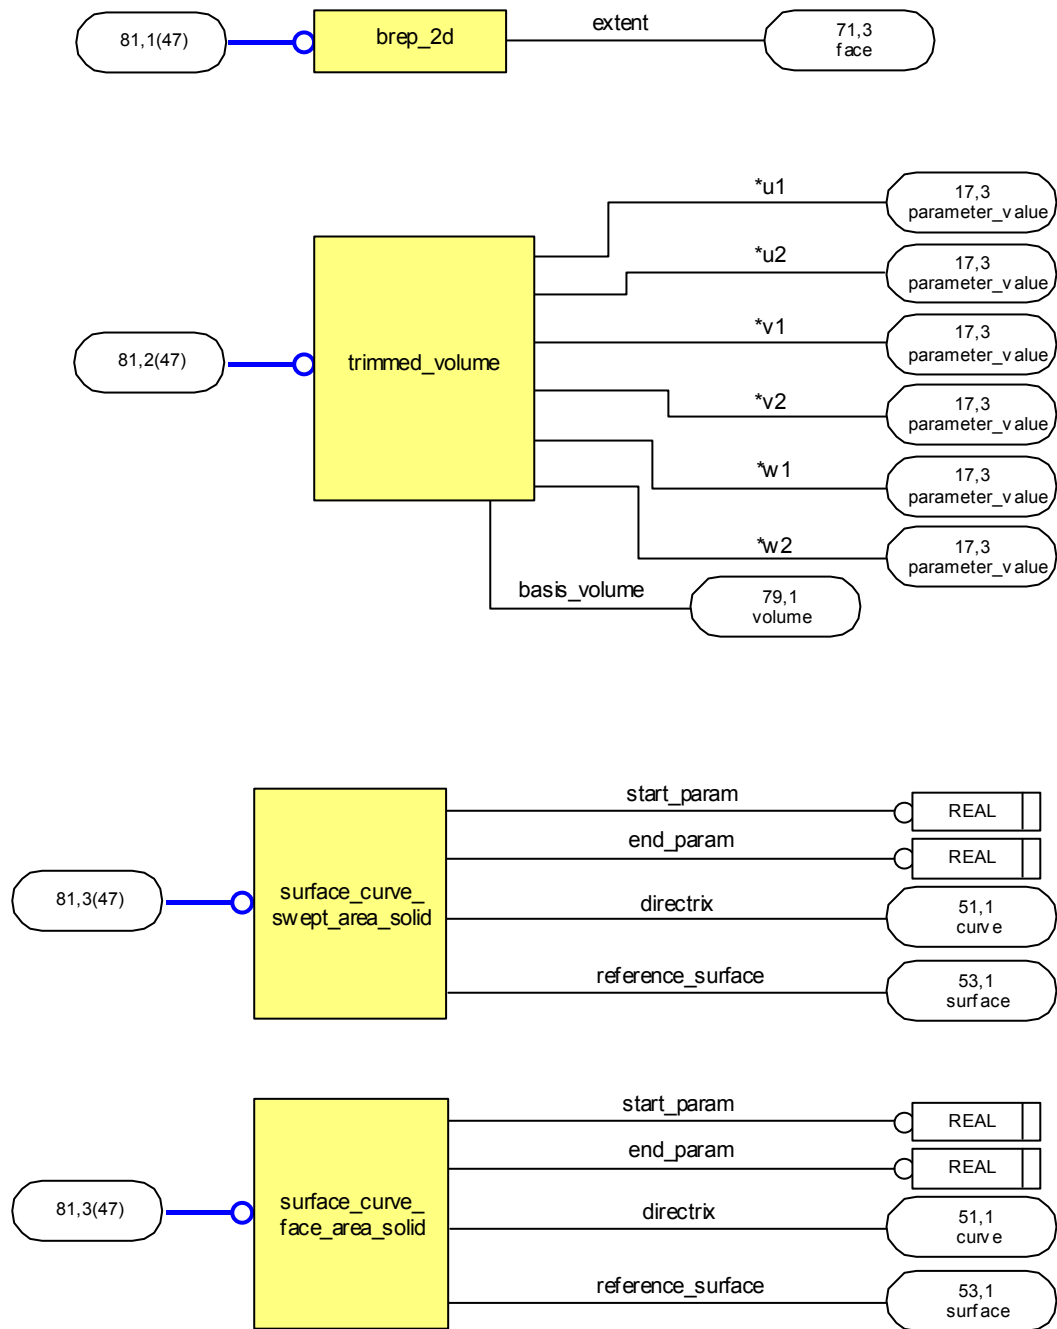 81,1(47)
brep_2d
extent
71,3
face
*u1
17,3
parameter_value
*u2
17,3
parameter_value
81,2(47)
trimmed_volume
*v1
17,3
parameter_value
*v2
17,3
parameter_value
*w1
17,3
parameter_value
*w2
17,3
parameter_value
basis_volume
79,1
volume
81,3(47)
surface_curve_
swept_area_solid
start_param
REAL
end_param
REAL
directrix
51,1
curve
reference_surface
53,1
surface
81,3(47)
surface_curve_
face_area_solid
start_param
REAL
end_param
REAL
directrix
51,1
curve
reference_surface
53,1
surface